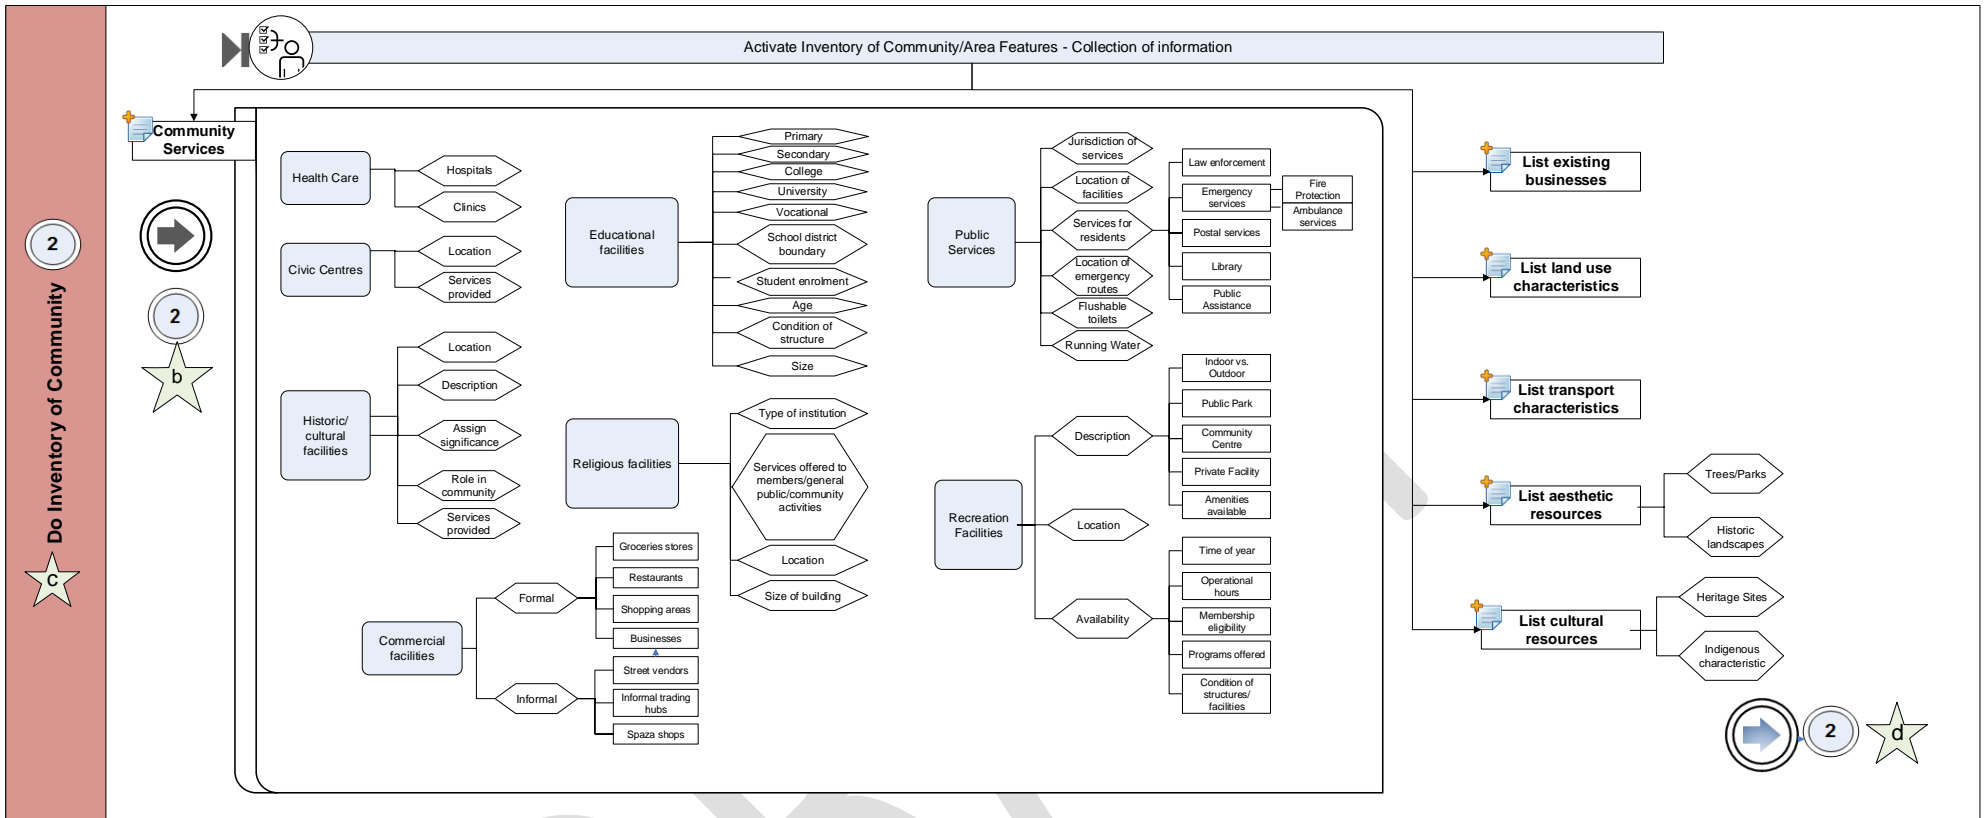 Activate Inventory of Community/Area Features - Collection of information
2
Do Inventory of Community
c
Community
Services
2
b
Health Care
Hospitals
Clinics
Civic Centres
Location
Services
provided
Historic/
cultural
facilities
Location
Description
Assign
significance
Role in
community
Services
provided
Commercial
facilities
Formal
Groceries stores
Restaurants
Shopping areas
Businesses
Informal
Street vendors
Informal trading
hubs
Spaza shops
Educational
facilities
Primary
Secondary
College
University
Vocational
School district
boundary
Student enrolment
Age
Condition of
structure
Size
Religious facilities
Type of institution
Services offered to
members/general
public/community
activities
Location
Size of building
Public
Services
Jurisdiction of
services
Location of
facilities
Services for
residents
Location of
emergency
routes
Flushable
toilets
Running Water
Law enforcement
Emergency
services
Fire
Protection
Ambulance
services
Postal services
Library
Public
Assistance
Recreation
Facilities
Description
Indoor vs.
Outdoor
Public Park
Community
Centre
Private Facility
Amenities
available
Location
Availability
Time of year
Operational
hours
Membership
eligibility
Programs offered
Condition of
structures/
facilities
List existing
businesses
List land use
characteristics
List transport
characteristics
List aesthetic
resources
Trees/Parks
Historic
landscapes
List cultural
resources
Heritage Sites
Indigenous
characteristic
2
d